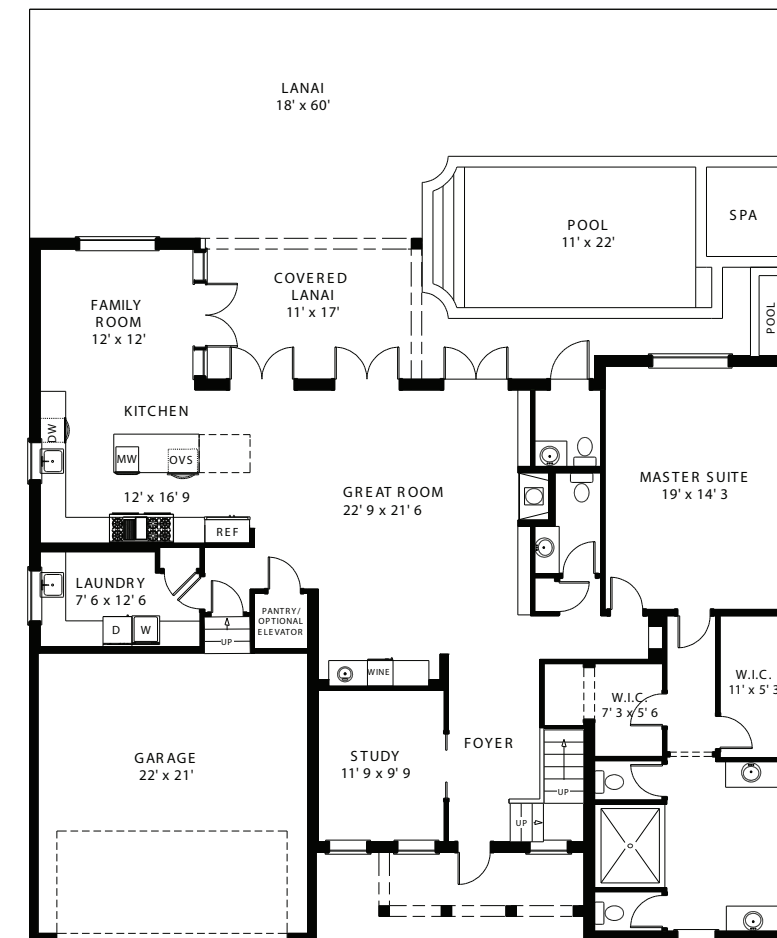 LANAI
18' x 60'
POOL
11' x 22'
SPA
COVERED
LANAI
11' x 17'
POOL
FAMILY
ROOM
12' x 12'
KITCHEN
DW
MW
OVS
12' x 16' 9
REF
GREAT ROOM
22' 9 x 21' 6
MASTER SUITE
19' x 14' 3
LAUNDRY
7' 6 x 12' 6
D
W
UP
PANTRY/
OPTIONAL
ELEVATOR
WINE
W.I.C.
7' 3 x 5' 6
W.I.C.
11' x 5' 3
GARAGE
22' x 21'
STUDY
11' 9 x 9' 9
FOYER
UP
UP